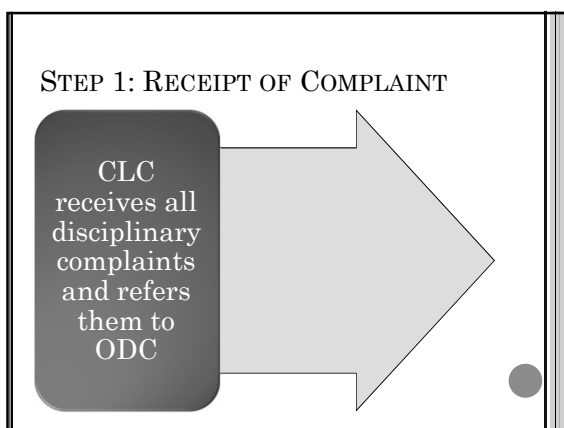 STEP 1: RECEIPT OF COMPLAINT
CLC
receives all
disciplinary
complaints
and refers
them to
ODC